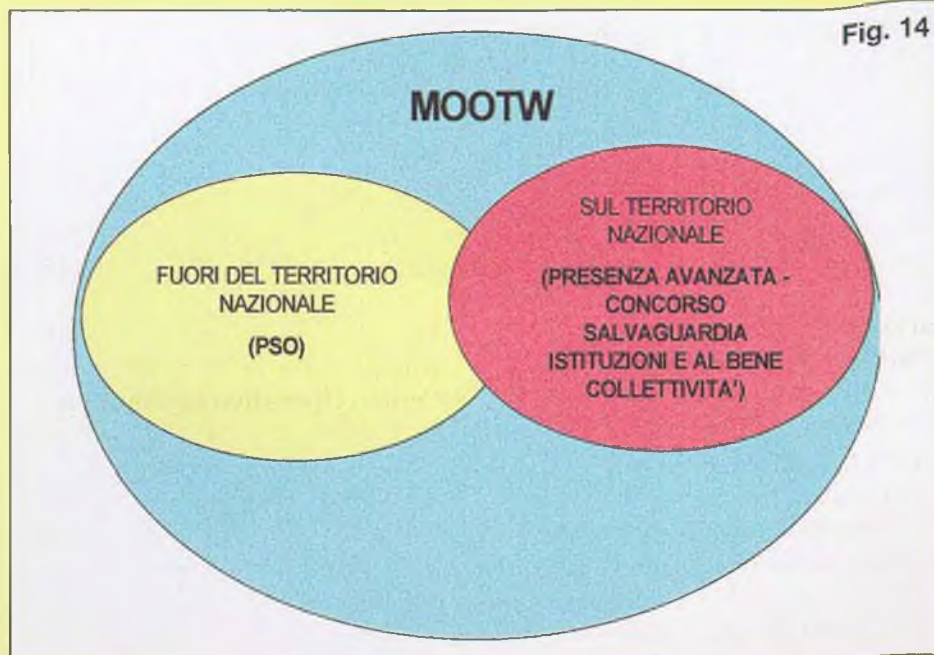 Fig. 14
MOOTW
FUORI DEL TERRITORIO
NAZIONALE
(PSO)
SUL TERRITORIO
NAZIONALE
(PRESENZA AVANZATA -
CONCORSO
SALVAGUARDIA
ISTITUZIONI E AL BENE
COLLETTIVITA')